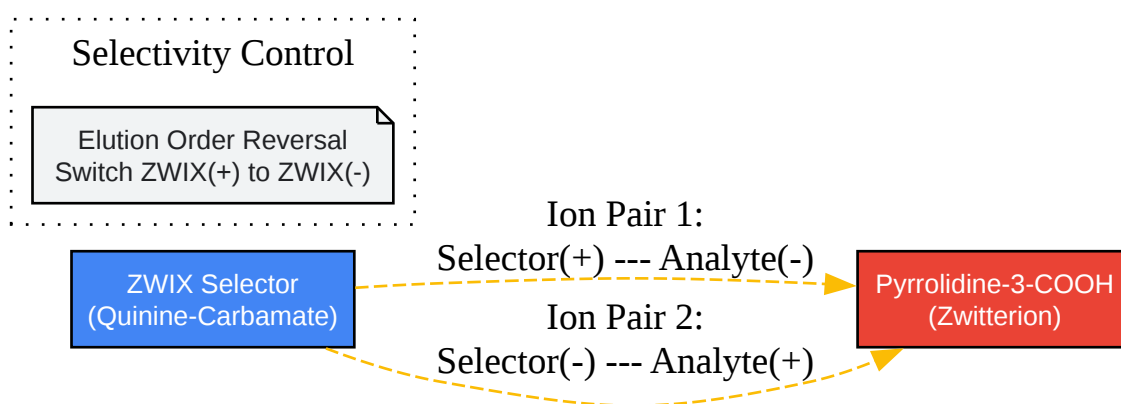 Selectivity Control
Elution Order Reversal
Switch ZWIX(+) to ZWIX(-)
Ion Pair 1:
Selector(+) --- Analyte(-)
ZWIX Selector
(Quinine-Carbamate)
Pyrrolidine-3-COOH
(Zwitterion)
Ion Pair 2:
Selector(-) --- Analyte(+)